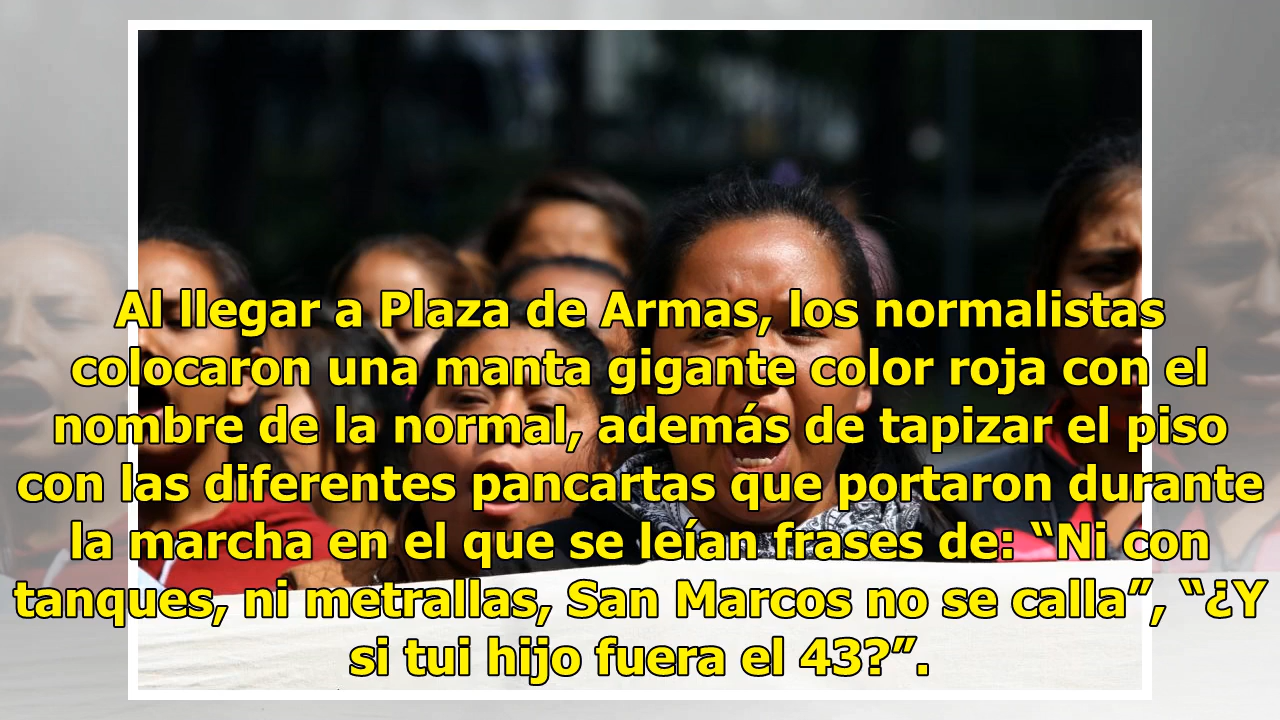 Al llegar a Plaza de Armas, los normalistas
colocaron una manta gigante color roja con el
nombre de la normal, además de tapizar el piso
con las diferentes pancartas que portaron durante
la marcha en el que se leían frases de: “Ni con
tanques, ni metrallas, San Marcos no se calla”, “¿Y
si tui hijo fuera el 43?”.